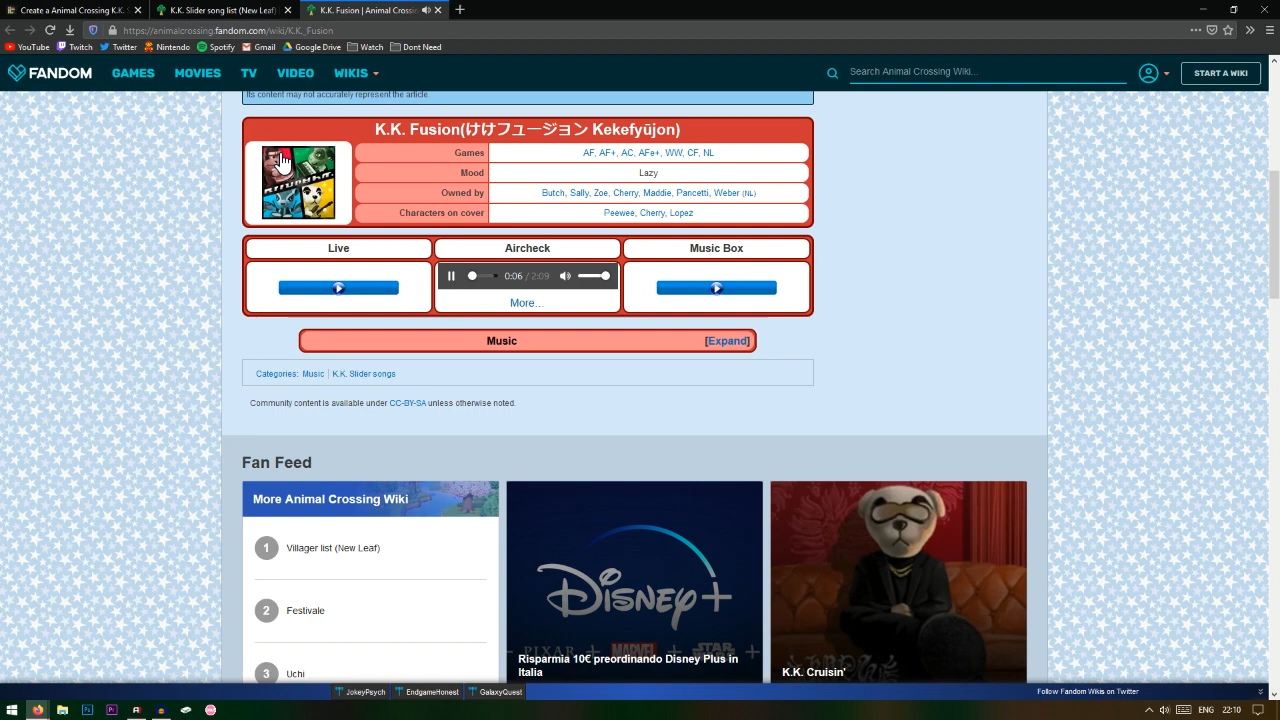 Create a Animal Crossing K.K.
K.K. Slider song list (New Leaf)
K.K. Fusion | Animal Crossi
https://animalcrossing.fandom.com/wiki/K.K._Fusion
YouTube Twitch Twitter Nintendo Spotify Gmail Google Drive Watch Dont Need
FANDOM GAMES MOVIES TV VIDEO WIKIS Search Animal Crossing Wiki... START A WIKI
Its content may not accurately represent the article.
K.K. Fusion(けけフュージョン Kekefyūjon)
Games AF, AF+, AC, AFe+, WW, CF, NL
Mood Lazy
Owned by Butch, Sally, Zoe, Cherry, Maddie, Pancetti, Weber (NL)
Characters on cover Peewee, Cherry, Lopez
Live Aircheck Music Box
0:06 / 2:09
More...
Music [Expand]
Categories: Music K.K. Slider songs
Community content is available under CC-BY-SA unless otherwise noted.
Fan Feed
More Animal Crossing Wiki
1 Villager list (New Leaf)
2 Festivale
3 Uchi
Disney+
PIXAR + MARVEL + STAR WARS +
Risparmia 10€ preordinando Disney Plus in
Italia
K.K. Cruisin'
JokeyPsych EndgameHonest GalaxyQuest Follow Fandom Wikis on Twitter
ENG 22:10